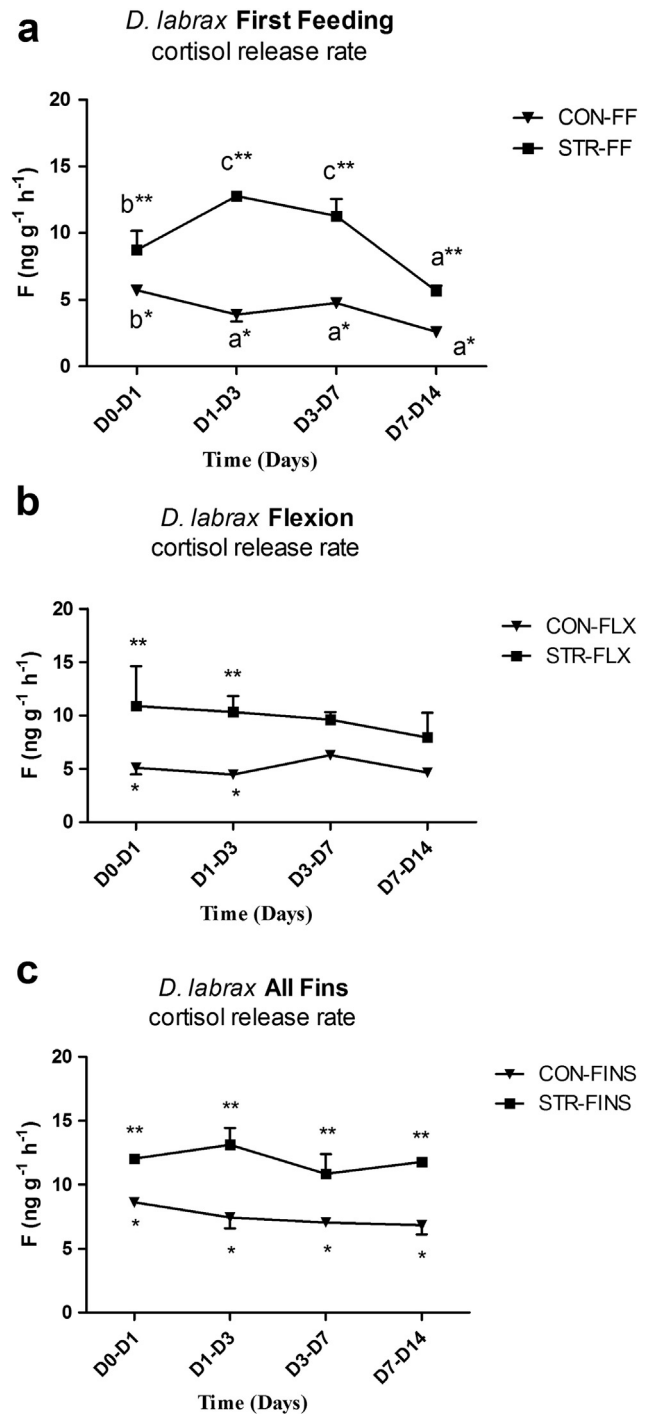 a
D. labrax First Feeding
cortisol release rate
20
15
10
5
0
F (ng g⁻¹ h⁻¹)
CON-FF
STR-FF
b**
c**
c**
a**
b*
a*
a*
a*
D0-D1
D1-D3
D3-D7
D7-D14
Time (Days)
b
D. labrax Flexion
cortisol release rate
20
15
10
5
0
F (ng g⁻¹ h⁻¹)
CON-FLX
STR-FLX
**
**
*
*
D0-D1
D1-D3
D3-D7
D7-D14
Time (Days)
c
D. labrax All Fins
cortisol release rate
20
15
10
5
0
F (ng g⁻¹ h⁻¹)
CON-FINS
STR-FINS
**
**
**
**
*
*
*
*
D0-D1
D1-D3
D3-D7
D7-D14
Time (Days)